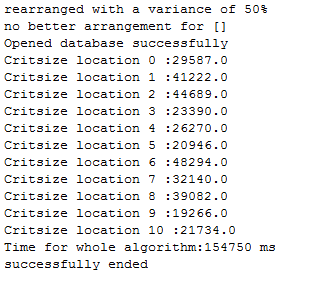 rearranged with a variance of 50%
no better arrangement for []
Opened database successfully
Critsize location 0 :29587.0
Critsize location 1 :41222.0
Critsize location 2 :44689.0
Critsize location 3 :23390.0
Critsize location 4 :26270.0
Critsize location 5 :20946.0
Critsize location 6 :48294.0
Critsize location 7 :32140.0
Critsize location 8 :39082.0
Critsize location 9 :19266.0
Critsize location 10 :21734.0
Time for whole algorithm:154750 ms
successfully ended